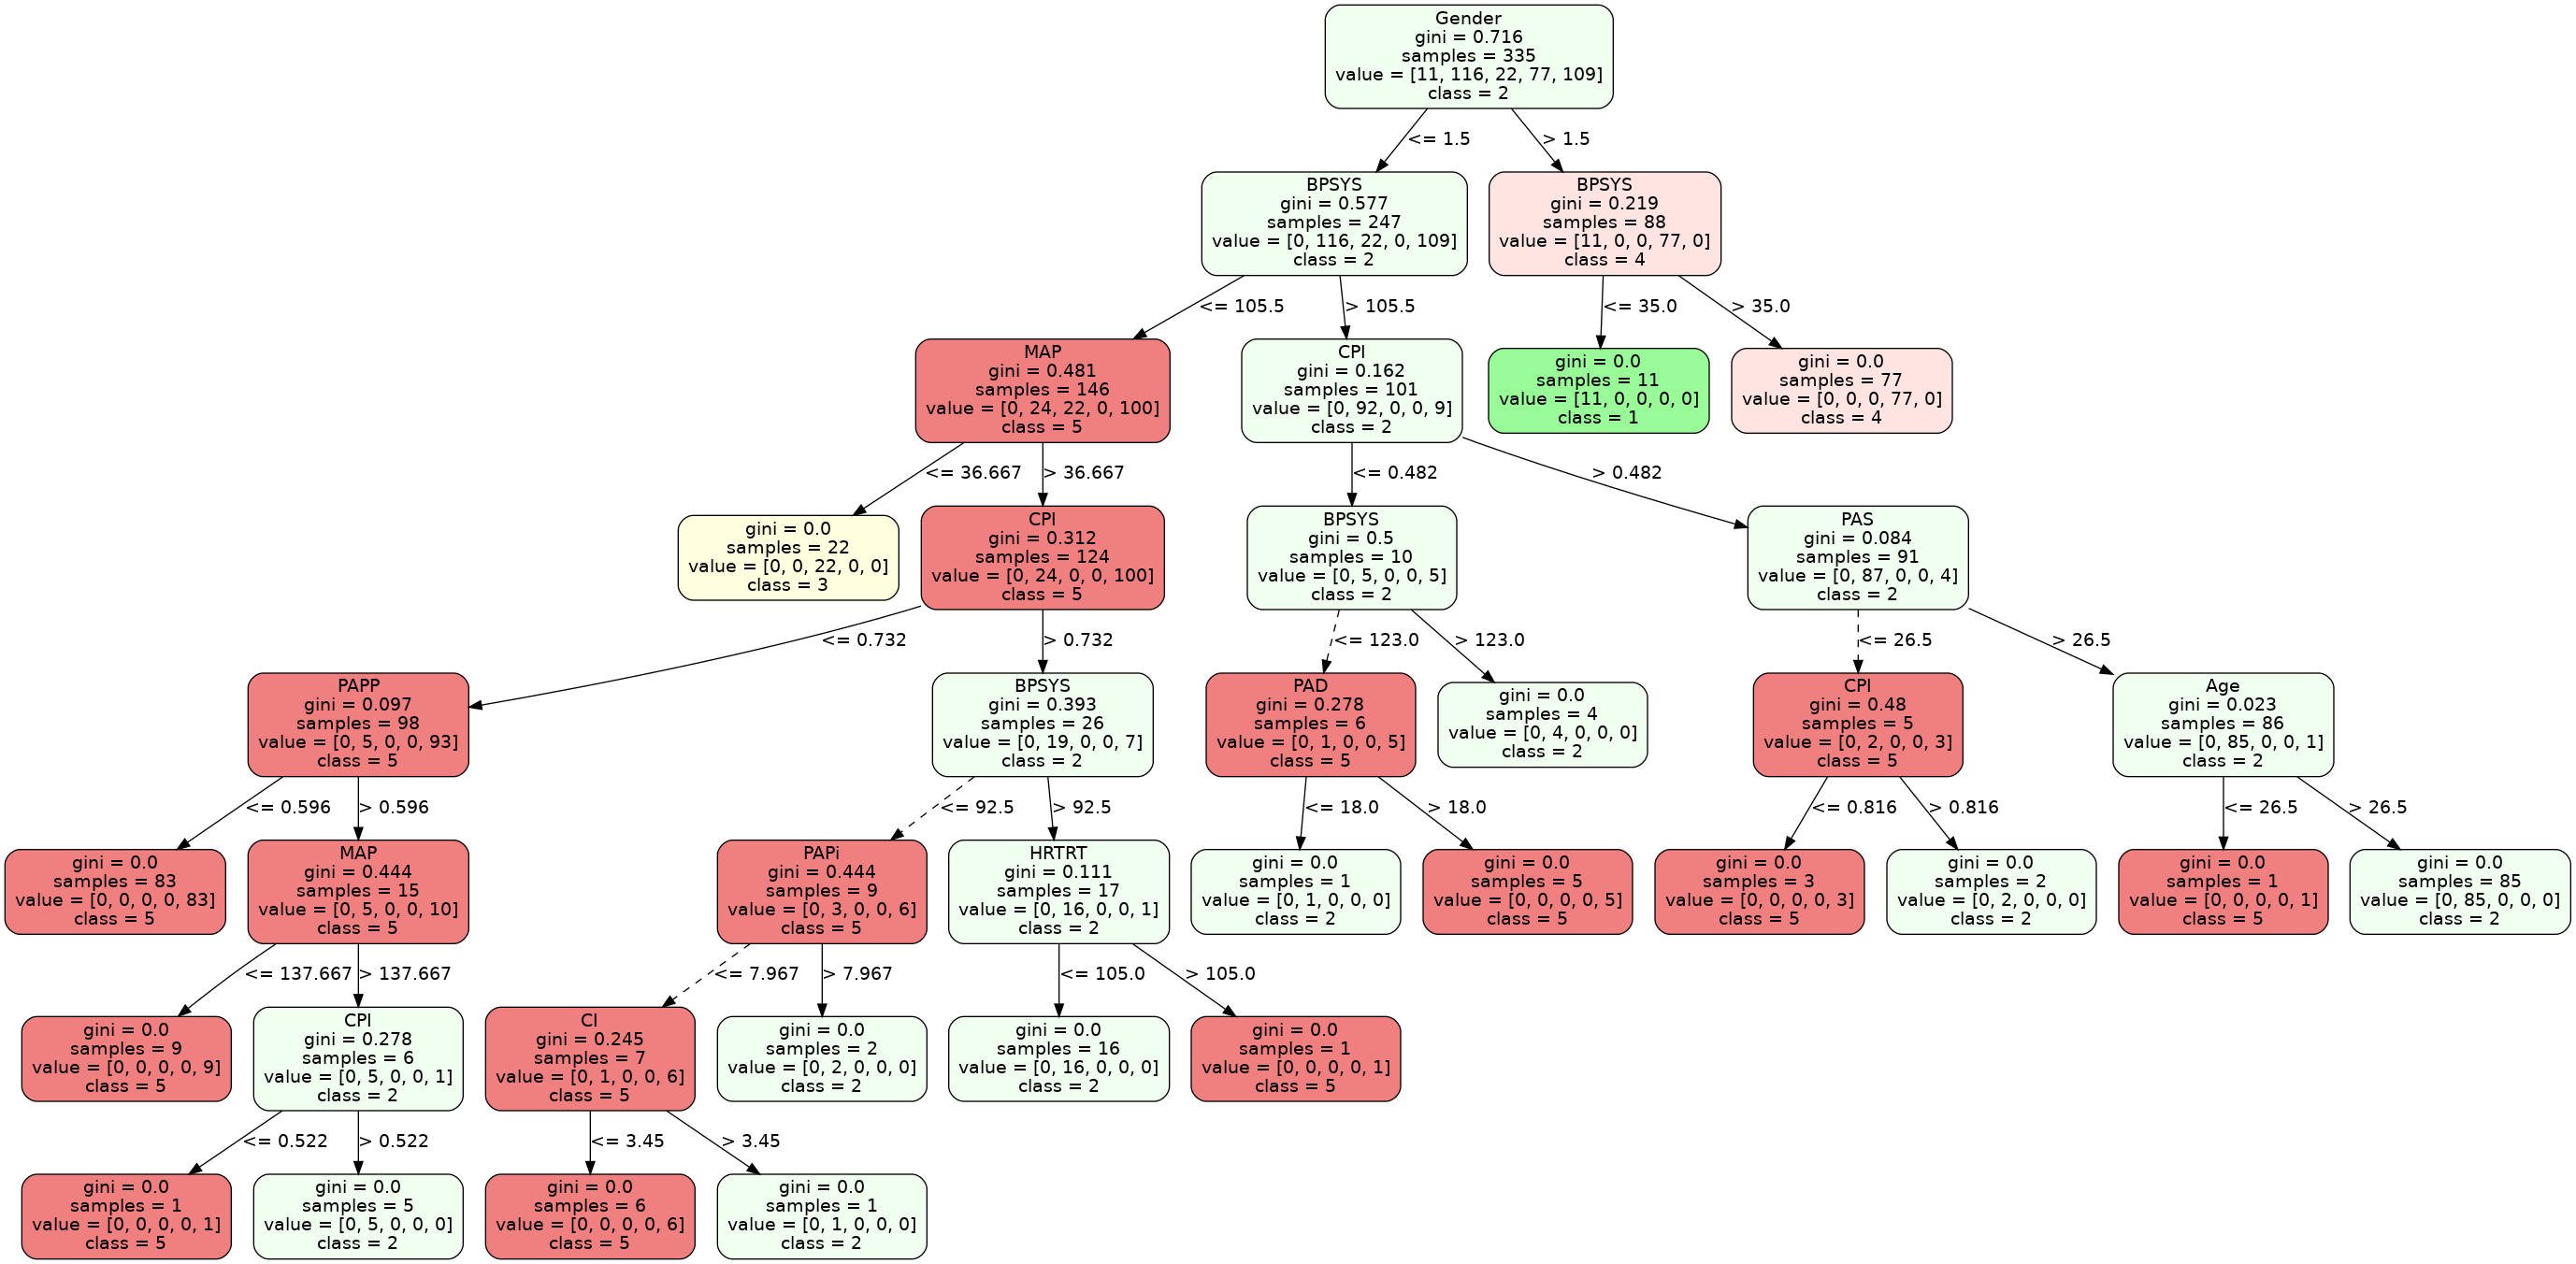 Gender
gini = 0.716
samples = 335
value = [11, 116, 22, 77, 109]
class = 2
<= 1.5
> 1.5
BPSYS
gini = 0.577
samples = 247
value = [0, 116, 22, 0, 109]
class = 2
BPSYS
gini = 0.219
samples = 88
value = [11, 0, 0, 77, 0]
class = 4
<= 105.5
> 105.5
<= 35.0
> 35.0
MAP
gini = 0.481
samples = 146
value = [0, 24, 22, 0, 100]
class = 5
CPI
gini = 0.162
samples = 101
value = [0, 92, 0, 0, 9]
class = 2
gini = 0.0
samples = 11
value = [11, 0, 0, 0, 0]
class = 1
gini = 0.0
samples = 77
value = [0, 0, 0, 77, 0]
class = 4
<= 36.667
> 36.667
<= 0.482
> 0.482
gini = 0.0
samples = 22
value = [0, 0, 22, 0, 0]
class = 3
CPI
gini = 0.312
samples = 124
value = [0, 24, 0, 0, 100]
class = 5
BPSYS
gini = 0.5
samples = 10
value = [0, 5, 0, 0, 5]
class = 2
PAS
gini = 0.084
samples = 91
value = [0, 87, 0, 0, 4]
class = 2
<= 0.732
> 0.732
<= 123.0
> 123.0
<= 26.5
> 26.5
PAPP
gini = 0.097
samples = 98
value = [0, 5, 0, 0, 93]
class = 5
BPSYS
gini = 0.393
samples = 26
value = [0, 19, 0, 0, 7]
class = 2
PAD
gini = 0.278
samples = 6
value = [0, 1, 0, 0, 5]
class = 5
gini = 0.0
samples = 4
value = [0, 4, 0, 0, 0]
class = 2
CPI
gini = 0.48
samples = 5
value = [0, 2, 0, 0, 3]
class = 5
Age
gini = 0.023
samples = 86
value = [0, 85, 0, 0, 1]
class = 2
<= 0.596
> 0.596
<= 92.5
> 92.5
<= 18.0
> 18.0
<= 0.816
> 0.816
<= 26.5
> 26.5
gini = 0.0
samples = 83
value = [0, 0, 0, 0, 83]
class = 5
MAP
gini = 0.444
samples = 15
value = [0, 5, 0, 0, 10]
class = 5
PAPi
gini = 0.444
samples = 9
value = [0, 3, 0, 0, 6]
class = 5
HRTRT
gini = 0.111
samples = 17
value = [0, 16, 0, 0, 1]
class = 2
gini = 0.0
samples = 1
value = [0, 1, 0, 0, 0]
class = 2
gini = 0.0
samples = 5
value = [0, 0, 0, 0, 5]
class = 5
gini = 0.0
samples = 3
value = [0, 0, 0, 0, 3]
class = 5
gini = 0.0
samples = 2
value = [0, 2, 0, 0, 0]
class = 2
gini = 0.0
samples = 1
value = [0, 0, 0, 0, 1]
class = 5
gini = 0.0
samples = 85
value = [0, 85, 0, 0, 0]
class = 2
<= 137.667
> 137.667
<= 7.967
> 7.967
<= 105.0
> 105.0
gini = 0.0
samples = 9
value = [0, 0, 0, 0, 9]
class = 5
CPI
gini = 0.278
samples = 6
value = [0, 5, 0, 0, 1]
class = 2
CI
gini = 0.245
samples = 7
value = [0, 1, 0, 0, 6]
class = 5
gini = 0.0
samples = 2
value = [0, 2, 0, 0, 0]
class = 2
gini = 0.0
samples = 16
value = [0, 16, 0, 0, 0]
class = 2
gini = 0.0
samples = 1
value = [0, 0, 0, 0, 1]
class = 5
<= 0.522
> 0.522
<= 3.45
> 3.45
gini = 0.0
samples = 1
value = [0, 0, 0, 0, 1]
class = 5
gini = 0.0
samples = 5
value = [0, 5, 0, 0, 0]
class = 2
gini = 0.0
samples = 6
value = [0, 0, 0, 0, 6]
class = 5
gini = 0.0
samples = 1
value = [0, 1, 0, 0, 0]
class = 2